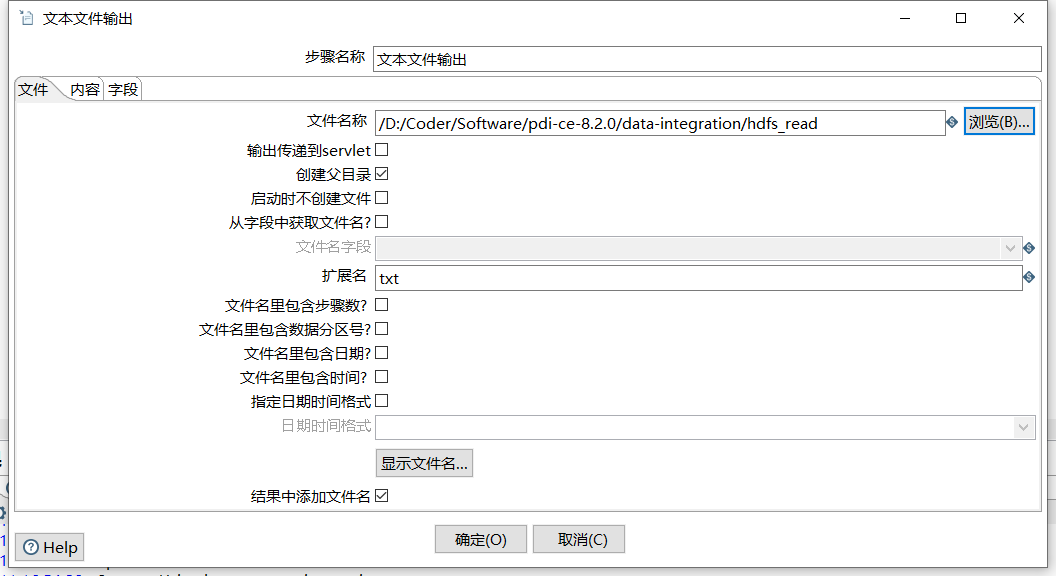 文本文件输出
步骤名称 文本文件输出
文件 内容 字段
文件名称 /D:/Coder/Software/pdi-ce-8.2.0/data-integration/hdfs_read 浏览(B)...
输出传递到servlet
创建父目录
启动时不创建文件
从字段中获取文件名?
文件名字段
扩展名 txt
文件名里包含步骤数?
文件名里包含数据分区号?
文件名里包含日期?
文件名里包含时间?
指定日期时间格式
日期时间格式
显示文件名...
结果中添加文件名
Help 确定(O) 取消(C)